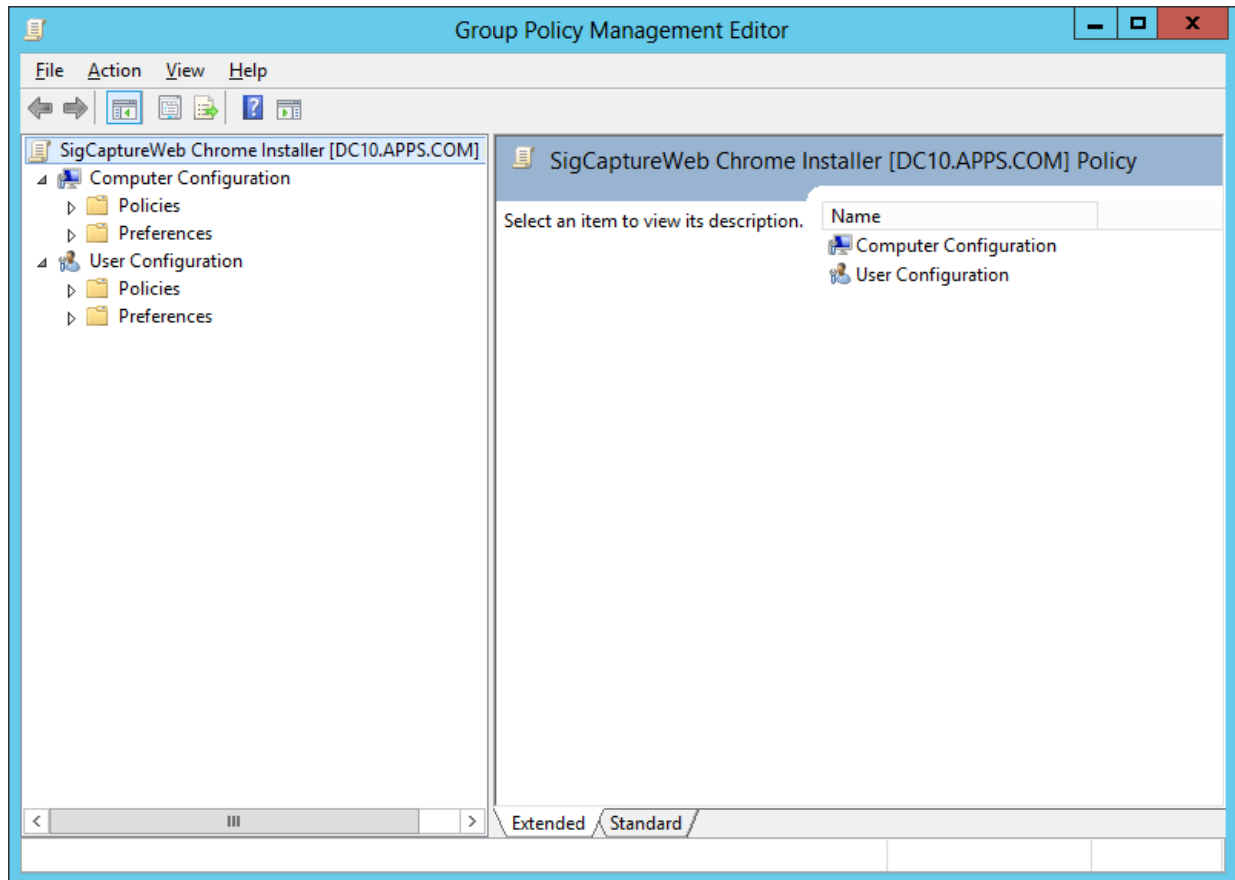 Group Policy Management Editor
File Action View Help
SigCaptureWeb Chrome Installer [DC10.APPS.COM]
Computer Configuration
Policies
Preferences
User Configuration
Policies
Preferences
SigCaptureWeb Chrome Installer [DC10.APPS.COM] Policy
Select an item to view its description.
Name
Computer Configuration
User Configuration
Extended Standard